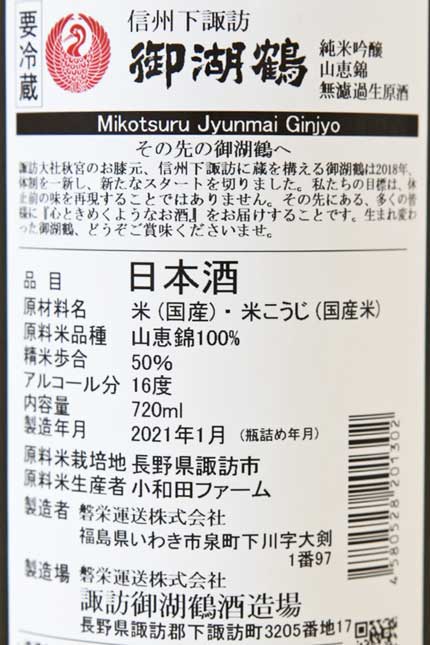 要冷蔵
信州下諏訪
御湖鶴
純米吟醸
山恵錦
無濾過生原酒
Mikotsuru Jyunmai Ginjyo
その先の御湖鶴へ
諏訪大社秋宮のお膝元、信州下諏訪に蔵を構える御湖鶴は2018年、
体制を一新し、新たなスタートを切りました。私たちの目標は、休
止前の味を再現することではありません。その先にある、多くの皆
様に『心ときめくようなお酒』をお届けすることです。生まれ変わ
った御湖鶴、どうぞご賞味くださいませ。
品目 日本酒
原材料名 米(国産)・米こうじ(国産米)
原料米品種 山恵錦100%
精米歩合 50%
アルコール分 16度
内容量 720ml
製造年月 2021年1月(瓶詰め年月)
原料米栽培地 長野県諏訪市
原料米生産者 小和田ファーム
製造者 磐栄運送株式会社
福島県いわき市泉町下川字大剣
1番97
製造場 磐栄運送株式会社
諏訪御湖鶴酒造場
長野県諏訪郡下諏訪町3205番地17
4580528201302